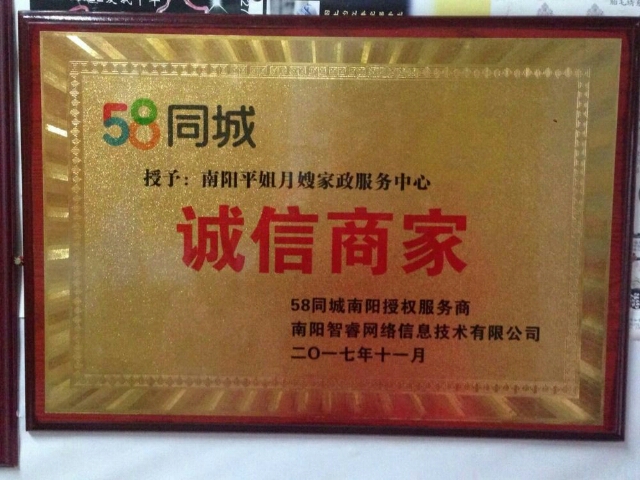 58同城
授予：南阳平姐月嫂家政服务中心
诚信商家
58同城南阳授权服务商
南阳智睿网络信息技术有限公司
二〇一七年十一月